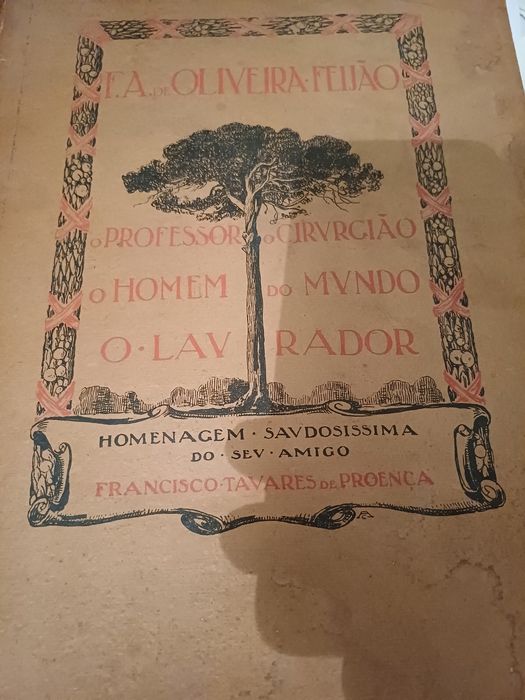 F. A. DE OLIVEIRA · FEIJÃO
O PROFESSOR O CIRVRGIÃO
O HOMEM DO MVNDO
O · LAV RADOR
HOMENAGEM · SAVDOSISSIMA
DO · SEV · AMIGO
FRANCISCO · TAVARES DE PROENÇA